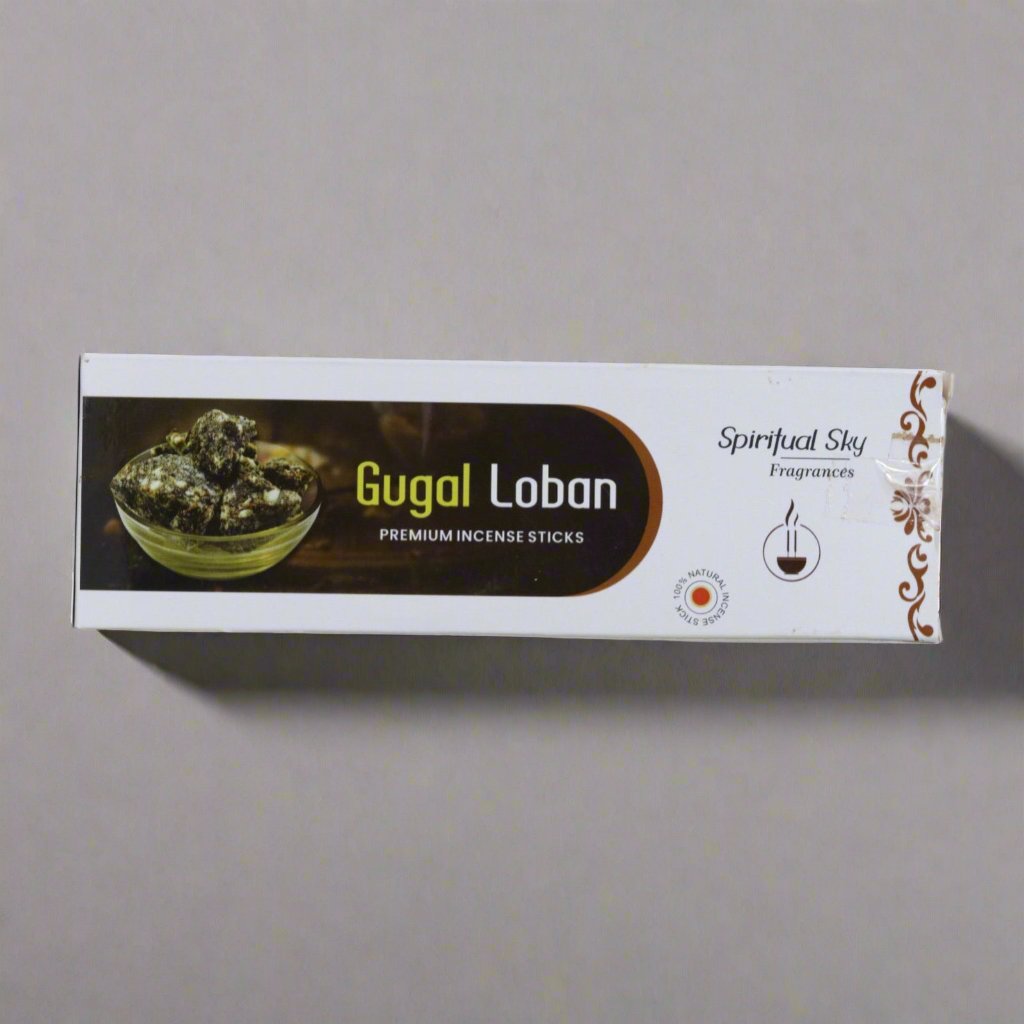 Gugal Loban
PREMIUM INCENSE STICKS
Spiritual Sky
Fragrances
100% NATURAL INCENSE STICK